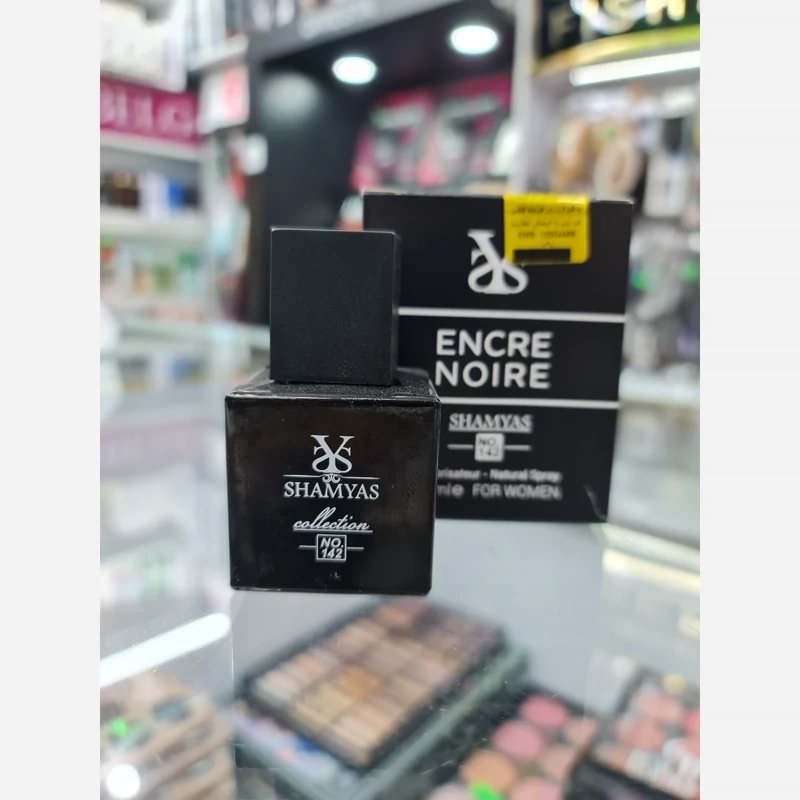 SHAMYAS
collection
NO.
142
ENCRE
NOIRE
SHAMYAS
NO.
142
Natural Spray
FOR WOMEN